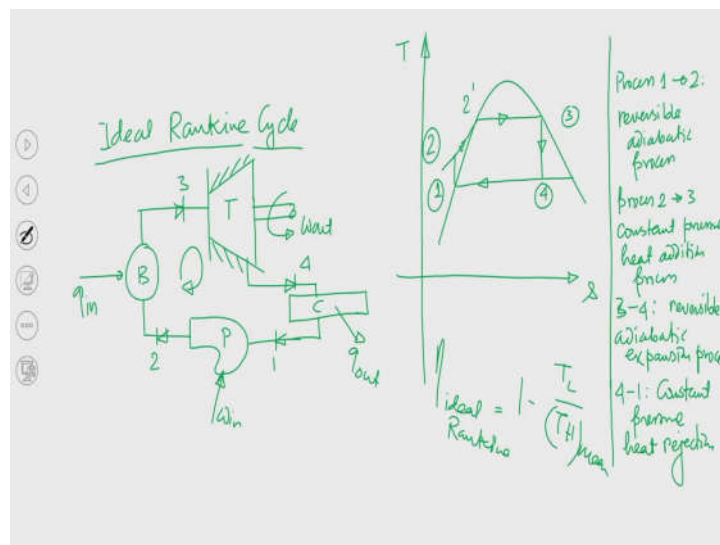 Ideal Rankine Cycle
3
T
Wout
B
qin
4
C
P
2
1
qout
Win
T
2'
3
2
1
4
s
η ideal Rankine = 1 - TL / (TH)mean
Process 1→2:
reversible
adiabatic
process
process 2→3
Constant pressure
heat addition
process
3-4: reversible
adiabatic
expansion proce
4-1: Constant
pressure
heat rejection